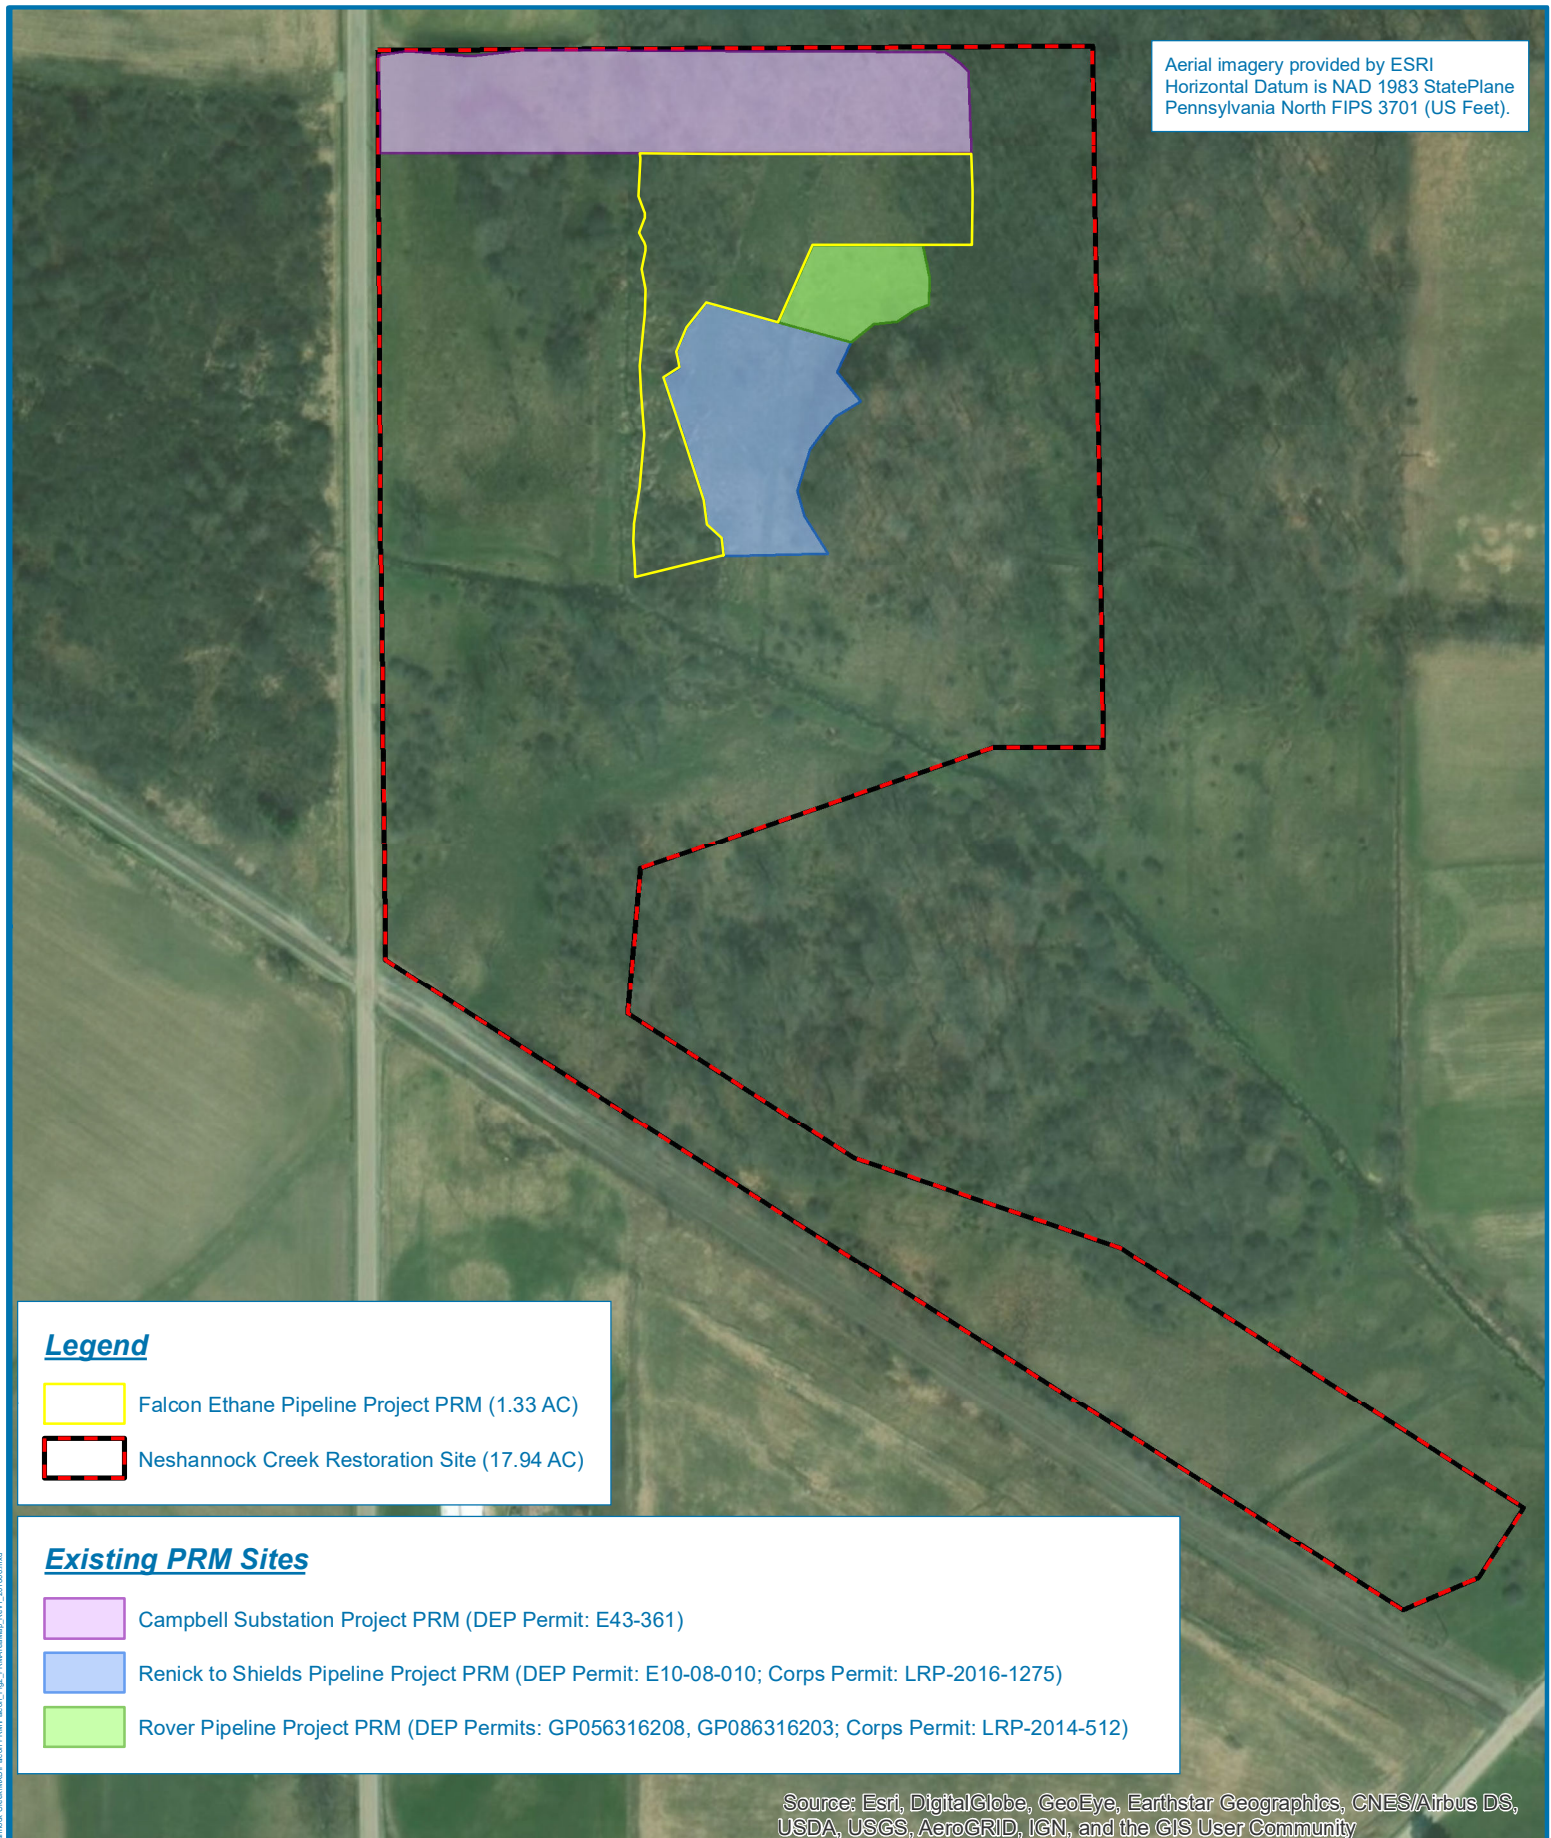 Aerial imagery provided by ESRI
Horizontal Datum is NAD 1983 StatePlane
Pennsylvania North FIPS 3701 (US Feet).
Legend
Falcon Ethane Pipeline Project PRM (1.33 AC)
Neshannock Creek Restoration Site (17.94 AC)
Existing PRM Sites
Campbell Substation Project PRM (DEP Permit: E43-361)
Renick to Shields Pipeline Project PRM (DEP Permit: E10-08-010; Corps Permit: LRP-2016-1275)
Rover Pipeline Project PRM (DEP Permits: GP056316208, GP086316203; Corps Permit: LRP-2014-512)
Source: Esri, DigitalGlobe, GeoEye, Earthstar Geographics, CNES/Airbus DS,
USDA, USGS, AeroGRID, IGN, and the GIS User Community